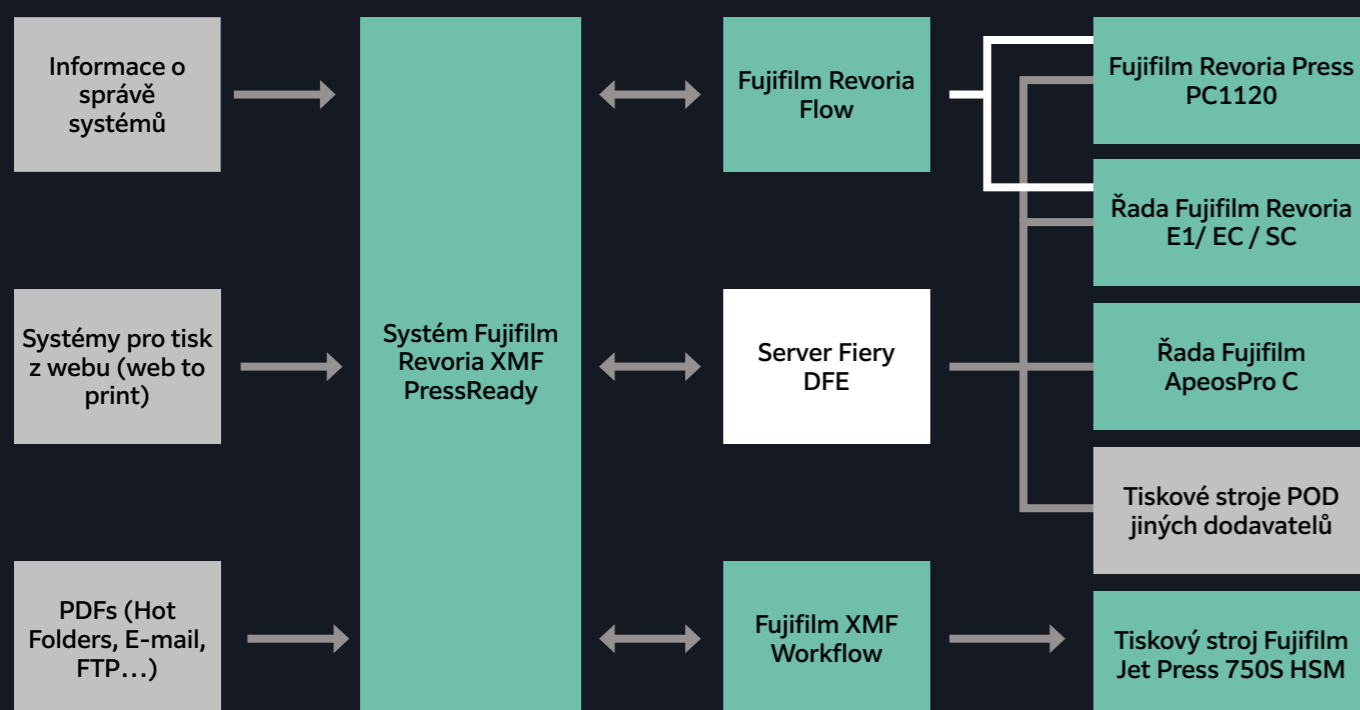 Informace o
správě
systémů
Systémy pro tisk
z webu (web to
print)
PDFs (Hot
Folders, E-mail,
FTP...)
Systém Fujifilm
Revoria XMF
PressReady
Fujifilm Revoria
Flow
Server Fiery
DFE
Fujifilm XMF
Workflow
Fujifilm Revoria Press
PC1120
Řada Fujifilm Revoria
E1/ EC / SC
Řada Fujifilm
ApeosPro C
Tiskové stroje POD
jiných dodavatelů
Tiskový stroj Fujifilm
Jet Press 750S HSM